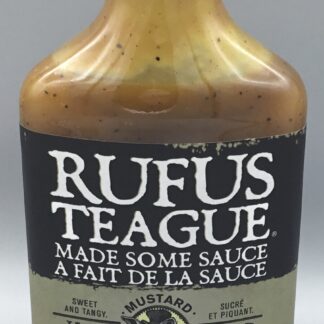 RUFUS
TEAGUE®
MADE SOME SAUCE
A FAIT DE LA SAUCE
SWEET
AND TANGY.
MUSTARD
SUCRÉ
ET PIQUANT.